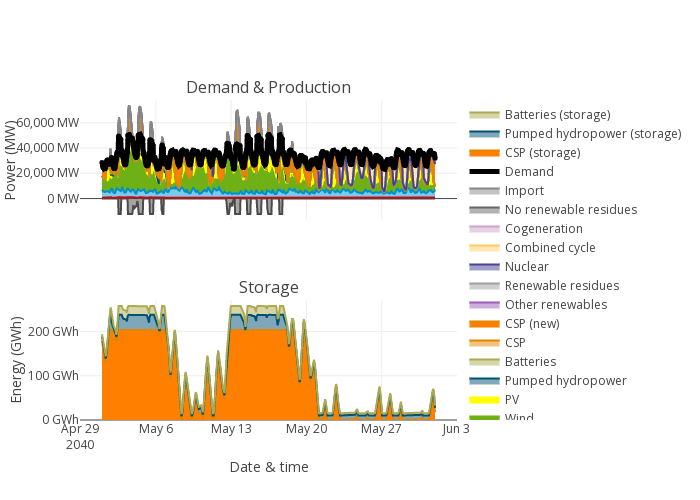 Demand & Production
Power (MW)
60,000 MW
40,000 MW
20,000 MW
0 MW
Storage
Energy (GWh)
200 GWh
100 GWh
0 GWh
Apr 29
2040
May 6
May 13
May 20
May 27
Jun 3
Date & time
Batteries (storage)
Pumped hydropower (storage)
CSP (storage)
Demand
Import
No renewable residues
Cogeneration
Combined cycle
Nuclear
Renewable residues
Other renewables
CSP (new)
CSP
Batteries
Pumped hydropower
PV
Wind